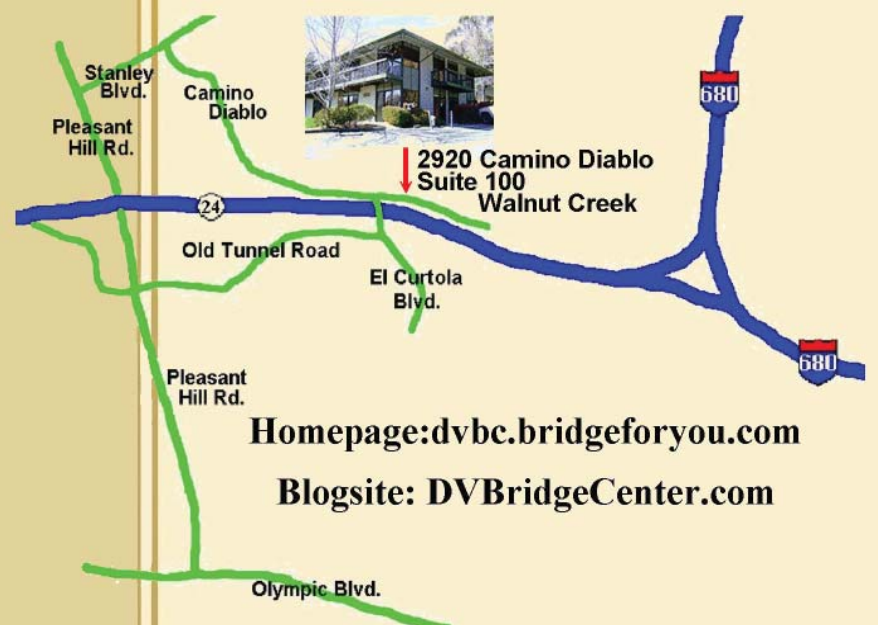 Stanley
Blvd.
Camino
Diablo
Pleasant
Hill Rd.
680
2920 Camino Diablo
Suite 100
Walnut Creek
24
Old Tunnel Road
El Curtola
Blvd.
680
Pleasant
Hill Rd.
Homepage:dvbc.bridgeforyou.com
Blogsite: DVBridgeCenter.com
Olympic Blvd.